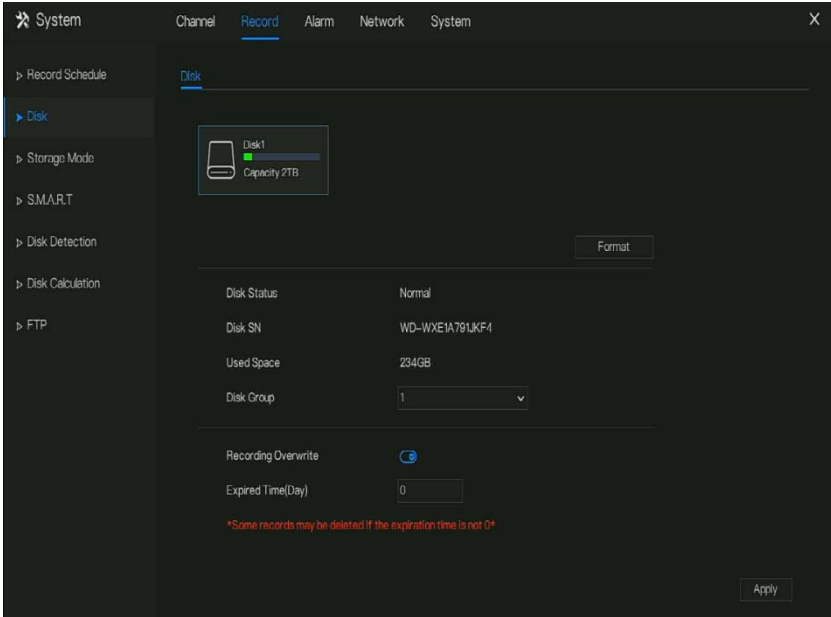 System
Channel Record Alarm Network System X
Record Schedule
Disk
Storage Mode
S.M.A.R.T
Disk Detection
Disk Calculation
FTP
Disk
Disk1
Capacity 2TB
Format
Disk Status Normal
Disk SN WD-WXE1A791JKF4
Used Space 234GB
Disk Group 1
Recording Overwrite
Expired Time(Day) 0
*Some records may be deleted if the expiration time is not 0*
Apply